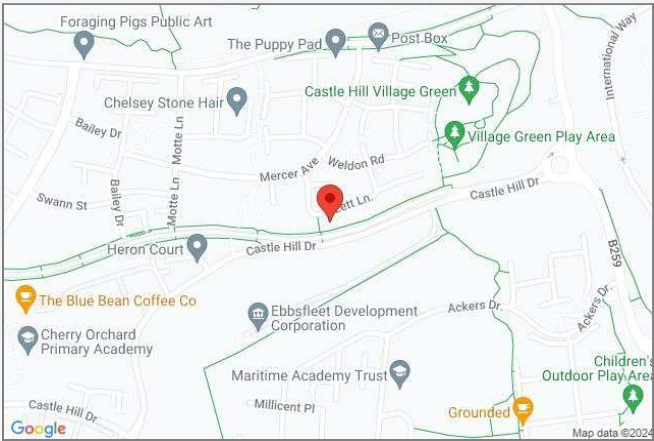 Foraging Pigs Public Art
The Puppy Pad
Post Box
International Way
Castle Hill Village Green
Chelsey Stone Hair
Bailey Dr
Motte Ln
Village Green Play Area
Mercer Ave
Weldon Rd
Swann St
Bailey Dr
Motte Ln
ett Ln.
Castle Hill Dr
Heron Court
Castle Hill Dr
B259
The Blue Bean Coffee Co
Ebbsfleet Development
Corporation
Ackers Dr.
Ackers Dr.
Cherry Orchard
Primary Academy
Maritime Academy Trust
Children's
Outdoor Play Area
Millicent Pl
Castle Hill Dr
Grounded
Google
Map data ©2024